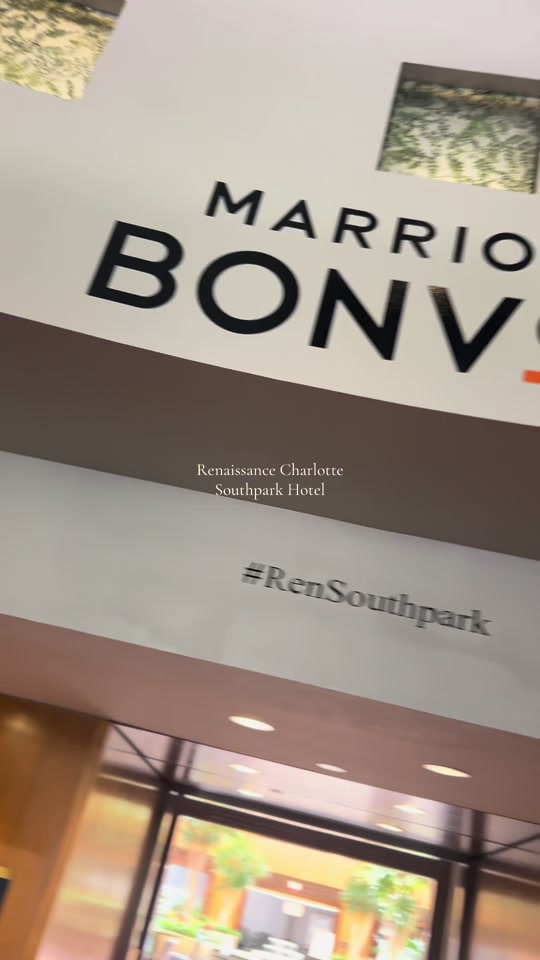 MARRIO
BONV
Renaissance Charlotte
Southpark Hotel
#RenSouthpark